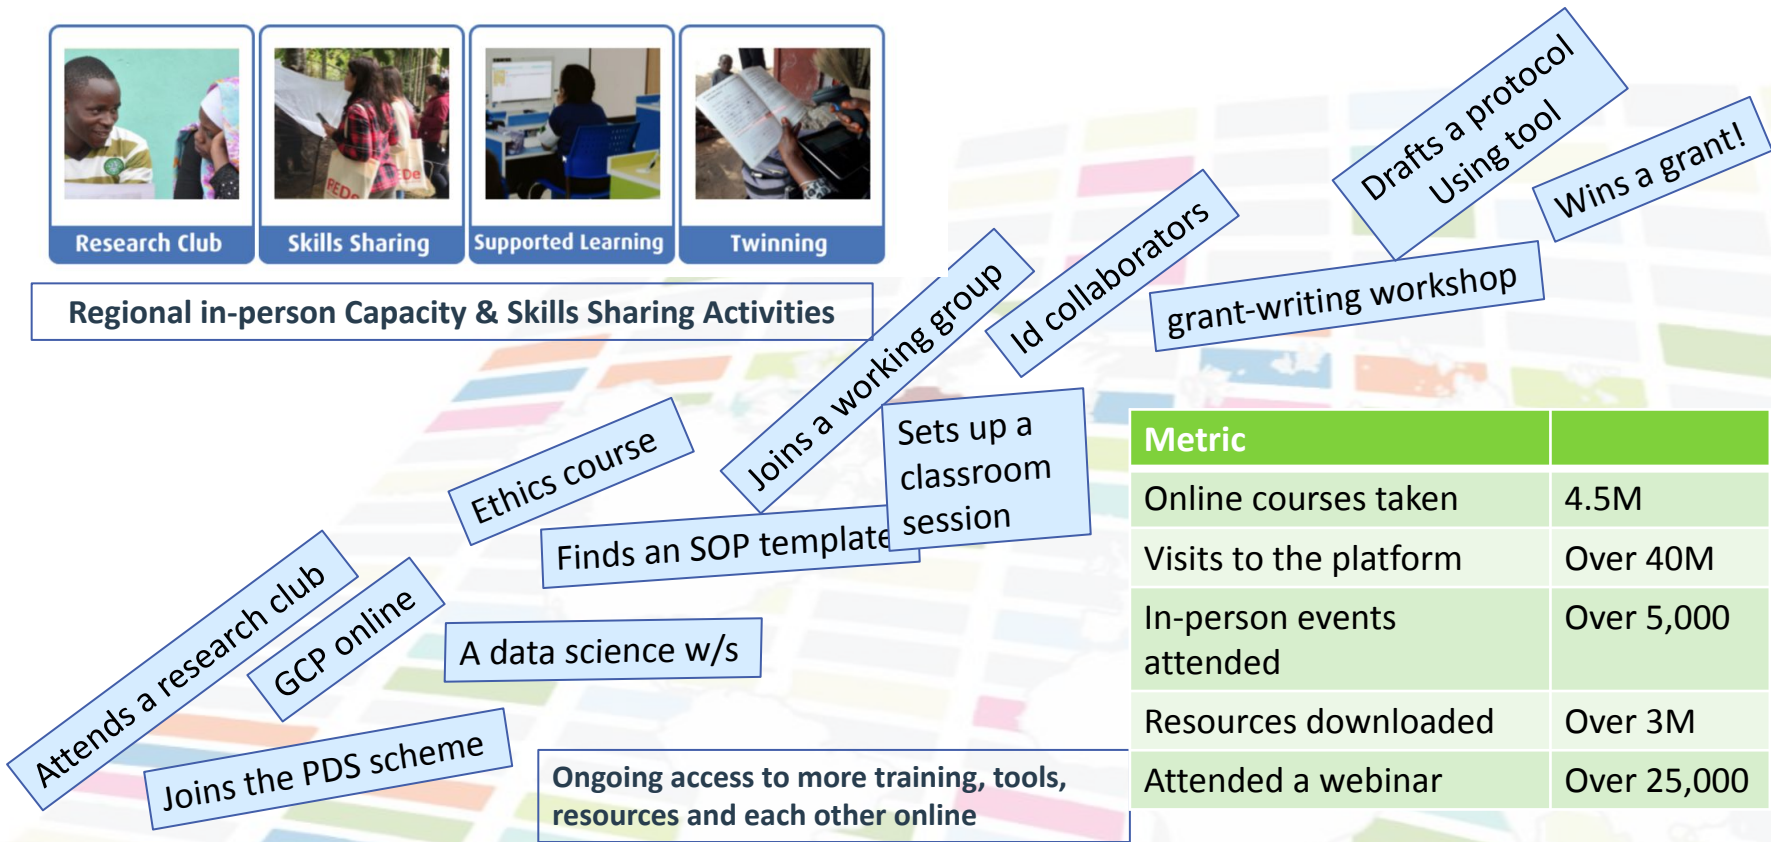 Research Club
Skills Sharing
Supported Learning
Twinning
Regional in-person Capacity & Skills Sharing Activities
Drafts a protocol
Using tool
Wins a grant!
Id collaborators
grant-writing workshop
Joins a working group
Sets up a
classroom
session
Ethics course
Finds an SOP template
Attends a research club
GCP online
A data science w/s
Joins the PDS scheme
Ongoing access to more training, tools,
resources and each other online
Metric
Online courses taken 4.5M
Visits to the platform Over 40M
In-person events Over 5,000
attended
Resources downloaded Over 3M
Attended a webinar Over 25,000